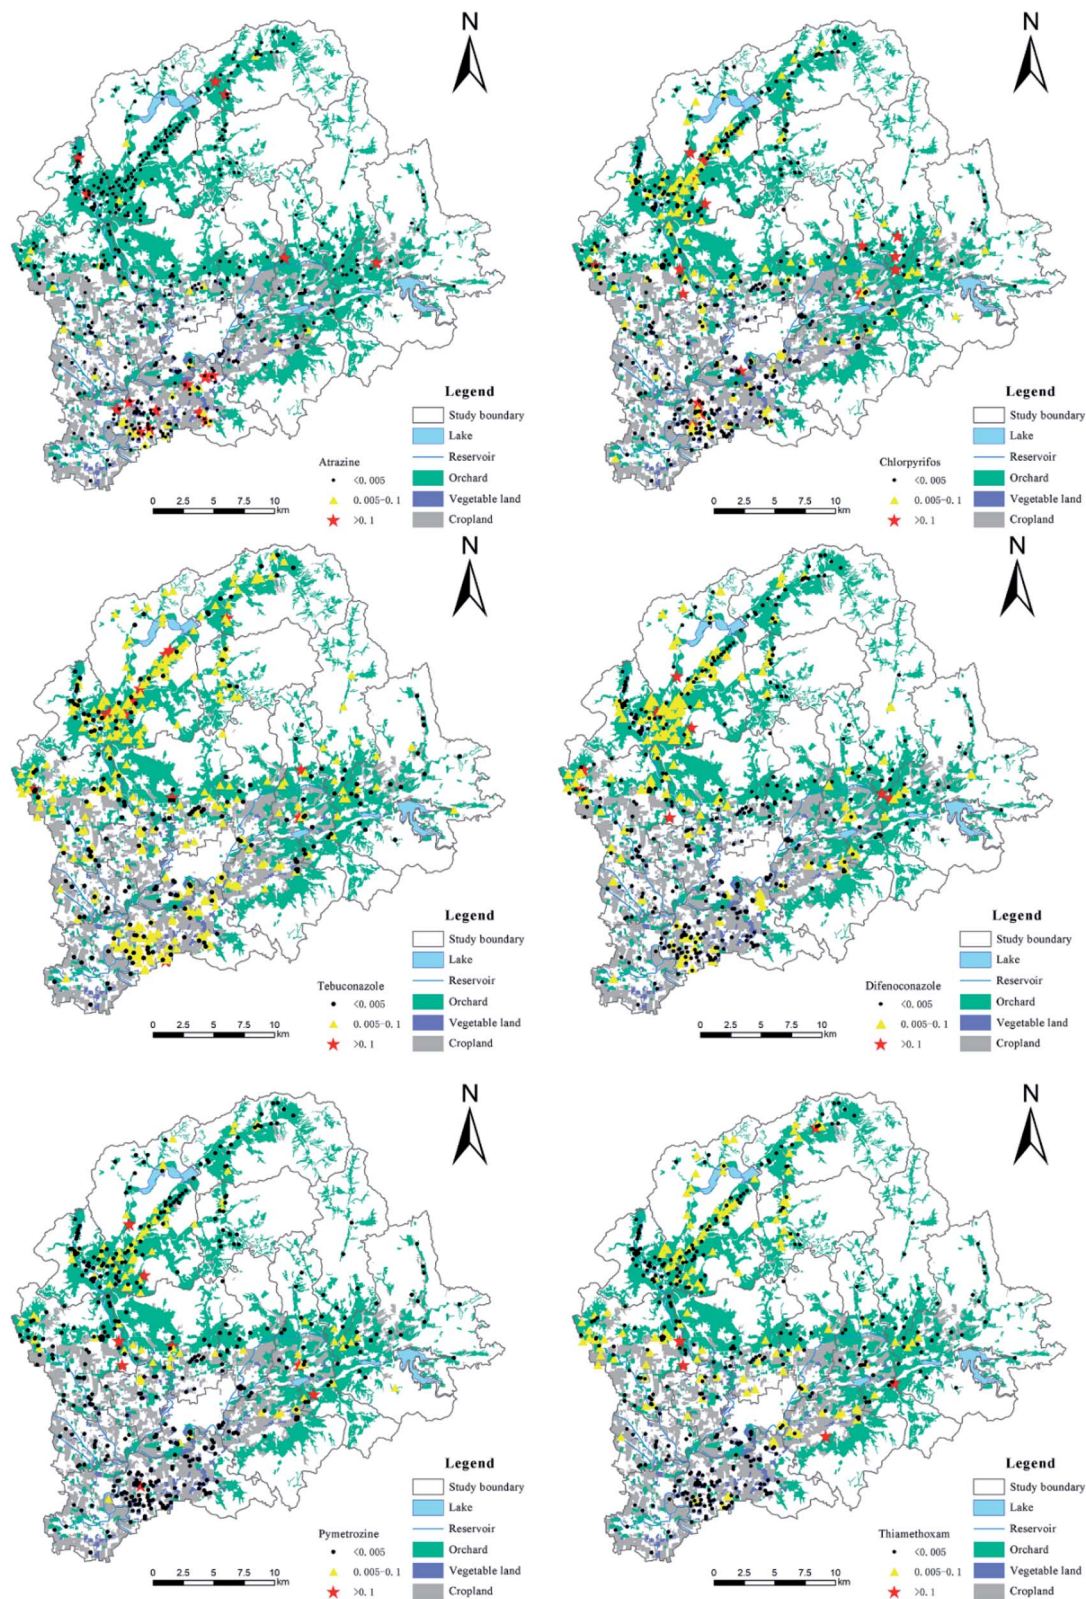 N
Legend
Study boundary
Lake
Reservoir
Orchard
Vegetable land
Cropland
Atrazine
<0.005
0.005-0.1
>0.1
0 2.5 5 7.5 10
km
N
Legend
Study boundary
Lake
Reservoir
Orchard
Vegetable land
Cropland
Chlorpyrifos
<0.005
0.005-0.1
>0.1
0 2.5 5 7.5 10
km
N
Legend
Study boundary
Lake
Reservoir
Orchard
Vegetable land
Cropland
Tebuconazole
<0.005
0.005-0.1
>0.1
0 2.5 5 7.5 10
km
N
Legend
Study boundary
Lake
Reservoir
Orchard
Vegetable land
Cropland
Difenoconazole
<0.005
0.005-0.1
>0.1
0 2.5 5 7.5 10
km
N
Legend
Study boundary
Lake
Reservoir
Orchard
Vegetable land
Cropland
Pymetrozine
<0.005
0.005-0.1
>0.1
0 2.5 5 7.5 10
km
N
Legend
Study boundary
Lake
Reservoir
Orchard
Vegetable land
Cropland
Thiamethoxam
<0.005
0.005-0.1
>0.1
0 2.5 5 7.5 10
km